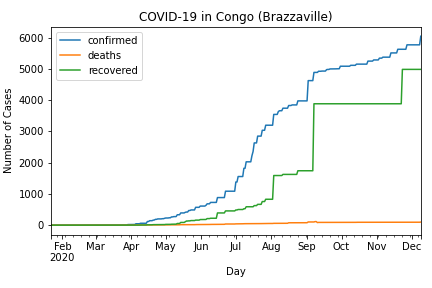 COVID-19 in Congo (Brazzaville)
confirmed
deaths
recovered
Number of Cases
6000
5000
4000
3000
2000
1000
0
Feb Mar Apr May Jun Jul Aug Sep Oct Nov Dec
2020
Day